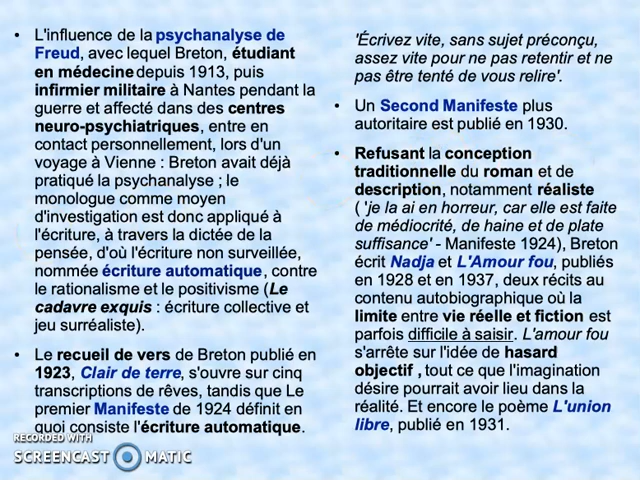 • L'influence de la psychanalyse de
Freud, avec lequel Breton, étudiant
en médecine depuis 1913, puis
infirmier militaire à Nantes pendant la
guerre et affecté dans des centres
neuro-psychiatriques, entre en
contact personnellement, lors d'un
voyage à Vienne : Breton avait déjà
pratiqué la psychanalyse ; le
monologue comme moyen
d'investigation est donc appliqué à
l'écriture, à travers la dictée de la
pensée, d'où l'écriture non surveillée,
nommée écriture automatique, contre
le rationalisme et le positivisme (Le
cadavre exquis : écriture collective et
jeu surréaliste).
• Le recueil de vers de Breton publié en
1923, Clair de terre, s'ouvre sur cinq
transcriptions de rêves, tandis que Le
premier Manifeste de 1924 définit en
quoi consiste l'écriture automatique.
'Écrivez vite, sans sujet préconçu,
assez vite pour ne pas retentir et ne
pas être tenté de vous relire'.
• Un Second Manifeste plus
autoritaire est publié en 1930.
• Refusant la conception
traditionnelle du roman et de
description, notamment réaliste
( 'je la ai en horreur, car elle est faite
de médiocrité, de haine et de plate
suffisance' - Manifeste 1924), Breton
écrit Nadja et L'Amour fou, publiés
en 1928 et en 1937, deux récits au
contenu autobiographique où la
limite entre vie réelle et fiction est
parfois difficile à saisir. L'amour fou
s'arrête sur l'idée de hasard
objectif , tout ce que l'imagination
désire pourrait avoir lieu dans la
réalité. Et encore le poème L'union
libre, publié en 1931.
RECORDED WITH
SCREENCAST MATIC